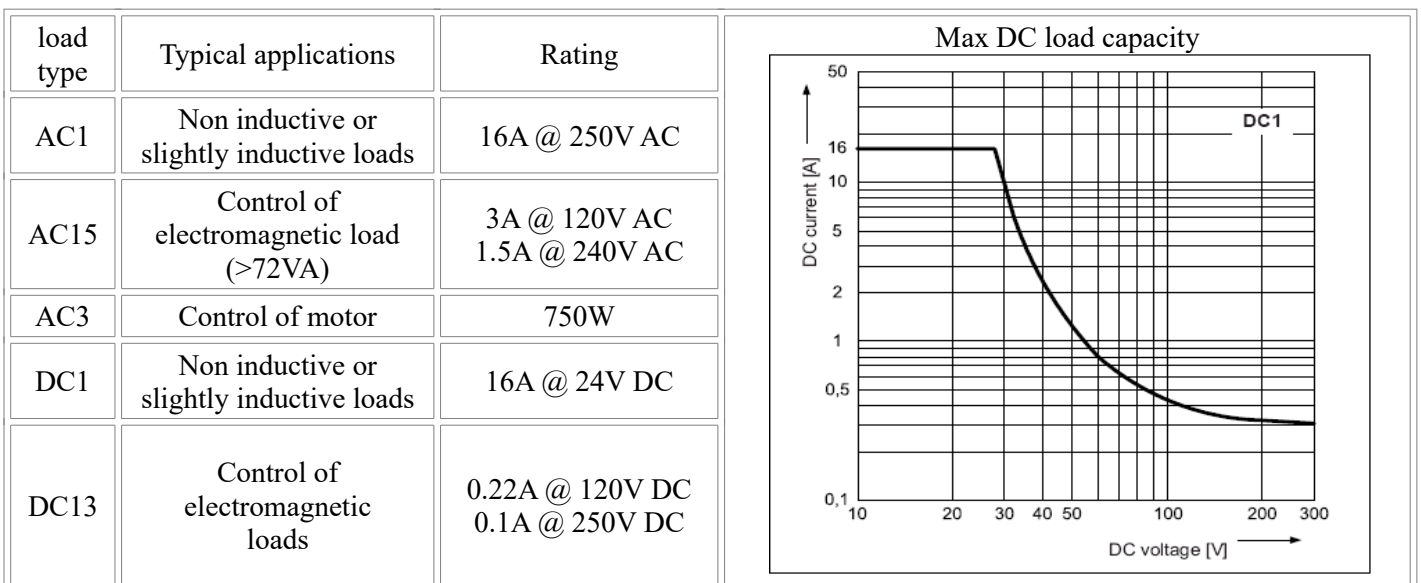 load type
Typical applications
Rating
Max DC load capacity
AC1
Non inductive or
slightly inductive loads
16A @ 250V AC
AC15
Control of
electromagnetic load
(>72VA)
3A @ 120V AC
1.5A @ 240V AC
AC3
Control of motor
750W
DC1
Non inductive or
slightly inductive loads
16A @ 24V DC
DC13
Control of
electromagnetic
loads
0.22A @ 120V DC
0.1A @ 250V DC
DC1
DC current [A]
50
16
10
5
2
1
0,5
0,1
10 20 30 40 50 100 200 300
DC voltage [V]